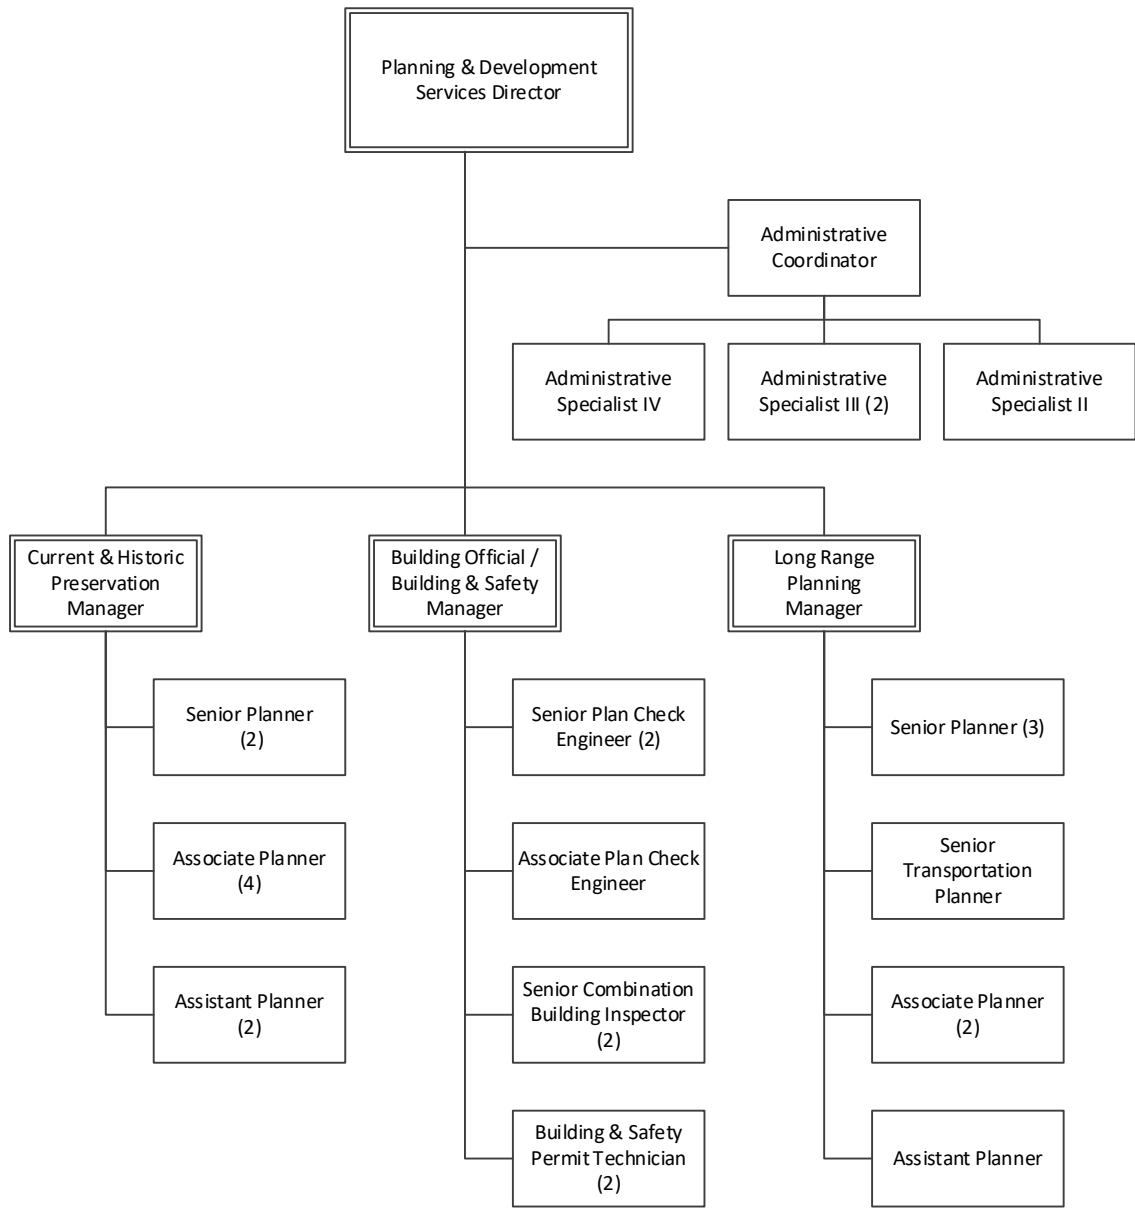 Planning & Development
Services Director
Administrative
Coordinator
Administrative
Specialist IV
Administrative
Specialist III (2)
Administrative
Specialist II
Current & Historic
Preservation
Manager
Building Official /
Building & Safety
Manager
Long Range
Planning
Manager
Senior Planner
(2)
Senior Plan Check
Engineer (2)
Senior Planner (3)
Associate Planner
(4)
Associate Plan Check
Engineer
Senior
Transportation
Planner
Assistant Planner
(2)
Senior Combination
Building Inspector
(2)
Associate Planner
(2)
Building & Safety
Permit Technician
(2)
Assistant Planner